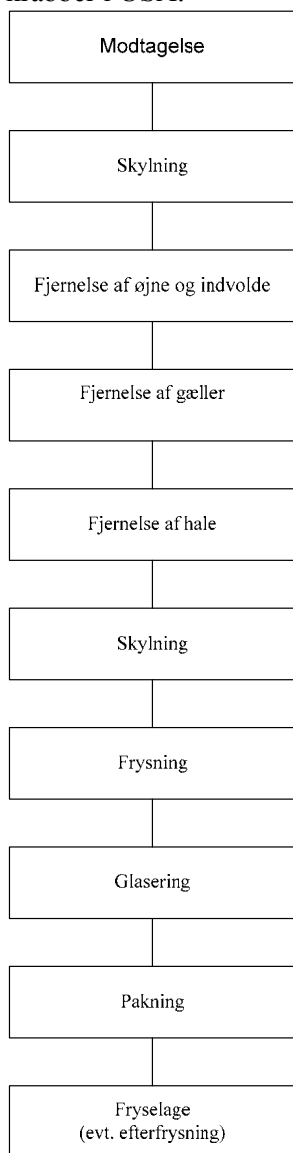 Modtagelse
Skylning
Fjernelse af øjne og indvolde
Fjernelse af gæller
Fjernelse af hale
Skylning
Frysning
Glasering
Pakning
Fryselage
(evt. efterfrysning)